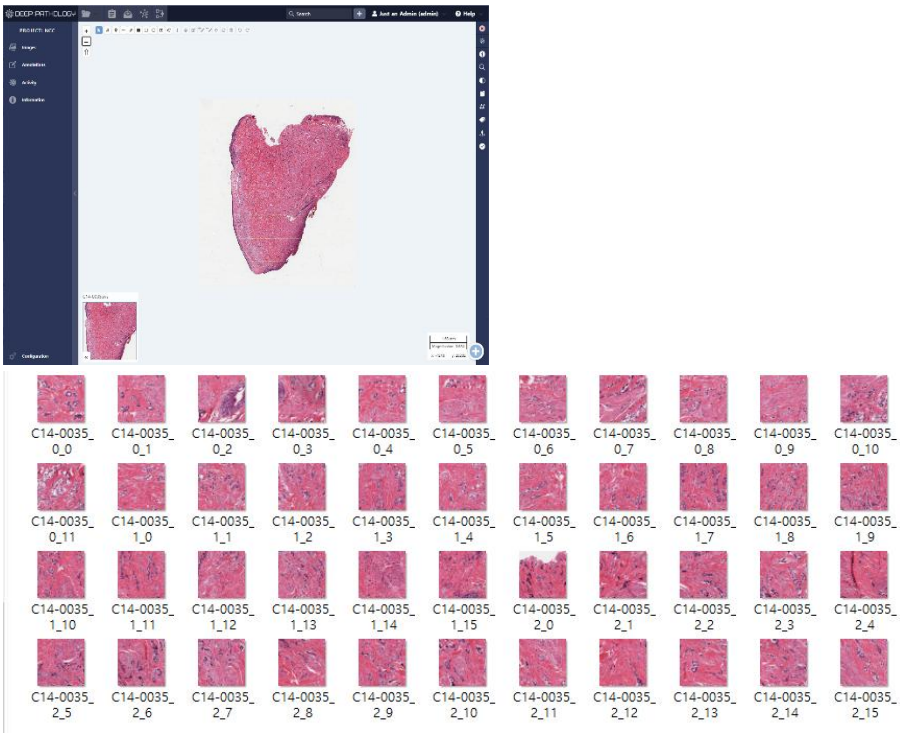 DEEP PATHOLOGY
Search
Just an Admin (admin)
Help
PROJECT: NCC
Images
Annotations
Activity
Information
Configuration
C14-0035_ C14-0035_ C14-0035_ C14-0035_ C14-0035_ C14-0035_ C14-0035_ C14-0035_ C14-0035_ C14-0035_ C14-0035_
0_0 0_1 0_2 0_3 0_4 0_5 0_6 0_7 0_8 0_9 0_10
C14-0035_ C14-0035_ C14-0035_ C14-0035_ C14-0035_ C14-0035_ C14-0035_ C14-0035_ C14-0035_ C14-0035_ C14-0035_
0_11 1_0 1_1 1_2 1_3 1_4 1_5 1_6 1_7 1_8 1_9
C14-0035_ C14-0035_ C14-0035_ C14-0035_ C14-0035_ C14-0035_ C14-0035_ C14-0035_ C14-0035_ C14-0035_ C14-0035_
1_10 1_11 1_12 1_13 1_14 1_15 2_0 2_1 2_2 2_3 2_4
C14-0035_ C14-0035_ C14-0035_ C14-0035_ C14-0035_ C14-0035_ C14-0035_ C14-0035_ C14-0035_ C14-0035_ C14-0035_
2_5 2_6 2_7 2_8 2_9 2_10 2_11 2_12 2_13 2_14 2_15